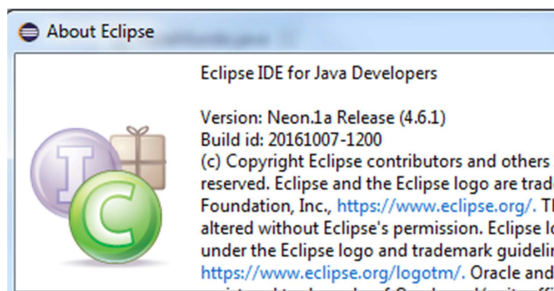 About Eclipse
Eclipse IDE for Java Developers
Version: Neon.1a Release (4.6.1)
Build id: 20161007-1200
(c) Copyright Eclipse contributors and others
reserved. Eclipse and the Eclipse logo are trad
Foundation, Inc., https://www.eclipse.org/. T
altered without Eclipse's permission. Eclipse l
under the Eclipse logo and trademark guideli
https://www.eclipse.org/logotm/. Oracle and
I
C